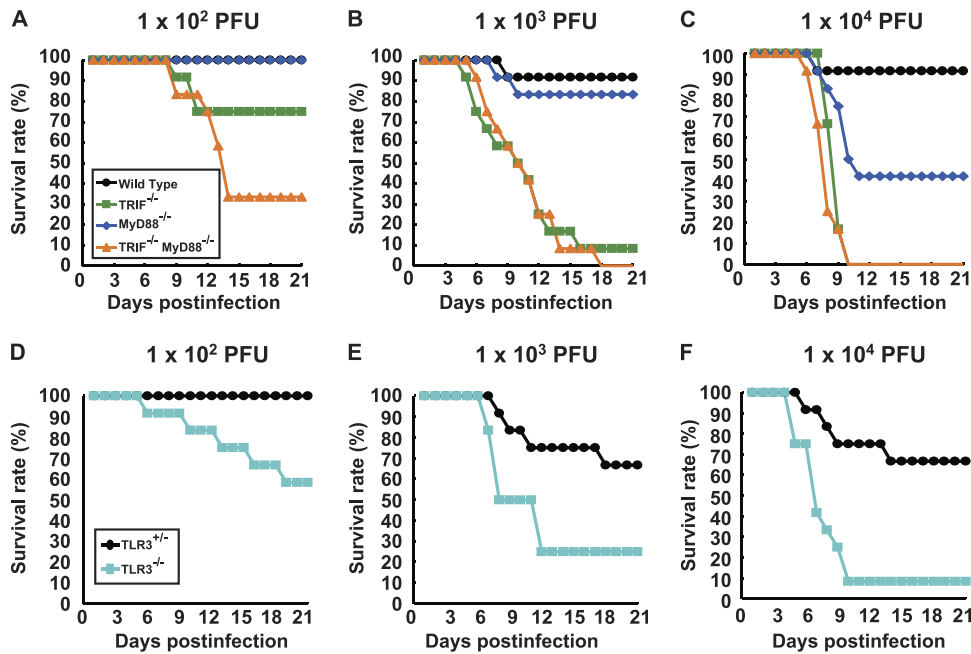 A 1 x 10² PFU
B 1 x 10³ PFU
C 1 x 10⁴ PFU
Survival rate (%)
100
90
80
70
60
50
40
30
20
10
0
Wild Type
TRIF-/-
MyD88-/-
TRIF-/- MyD88-/-
0 3 6 9 12 15 18 21
Days postinfection
Survival rate (%)
100
90
80
70
60
50
40
30
20
10
0
0 3 6 9 12 15 18 21
Days postinfection
Survival rate (%)
100
90
80
70
60
50
40
30
20
10
0
0 3 6 9 12 15 18 21
Days postinfection
D 1 x 10² PFU
E 1 x 10³ PFU
F 1 x 10⁴ PFU
Survival rate (%)
100
90
80
70
60
50
40
30
20
10
0
TLR3+/-
TLR3-/-
0 3 6 9 12 15 18 21
Days postinfection
Survival rate (%)
100
90
80
70
60
50
40
30
20
10
0
0 3 6 9 12 15 18 21
Days postinfection
Survival rate (%)
100
90
80
70
60
50
40
30
20
10
0
0 3 6 9 12 15 18 21
Days postinfection